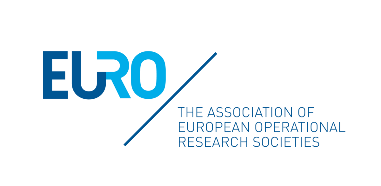 EURO
THE ASSOCIATION OF
EUROPEAN OPERATIONAL
RESEARCH SOCIETIES